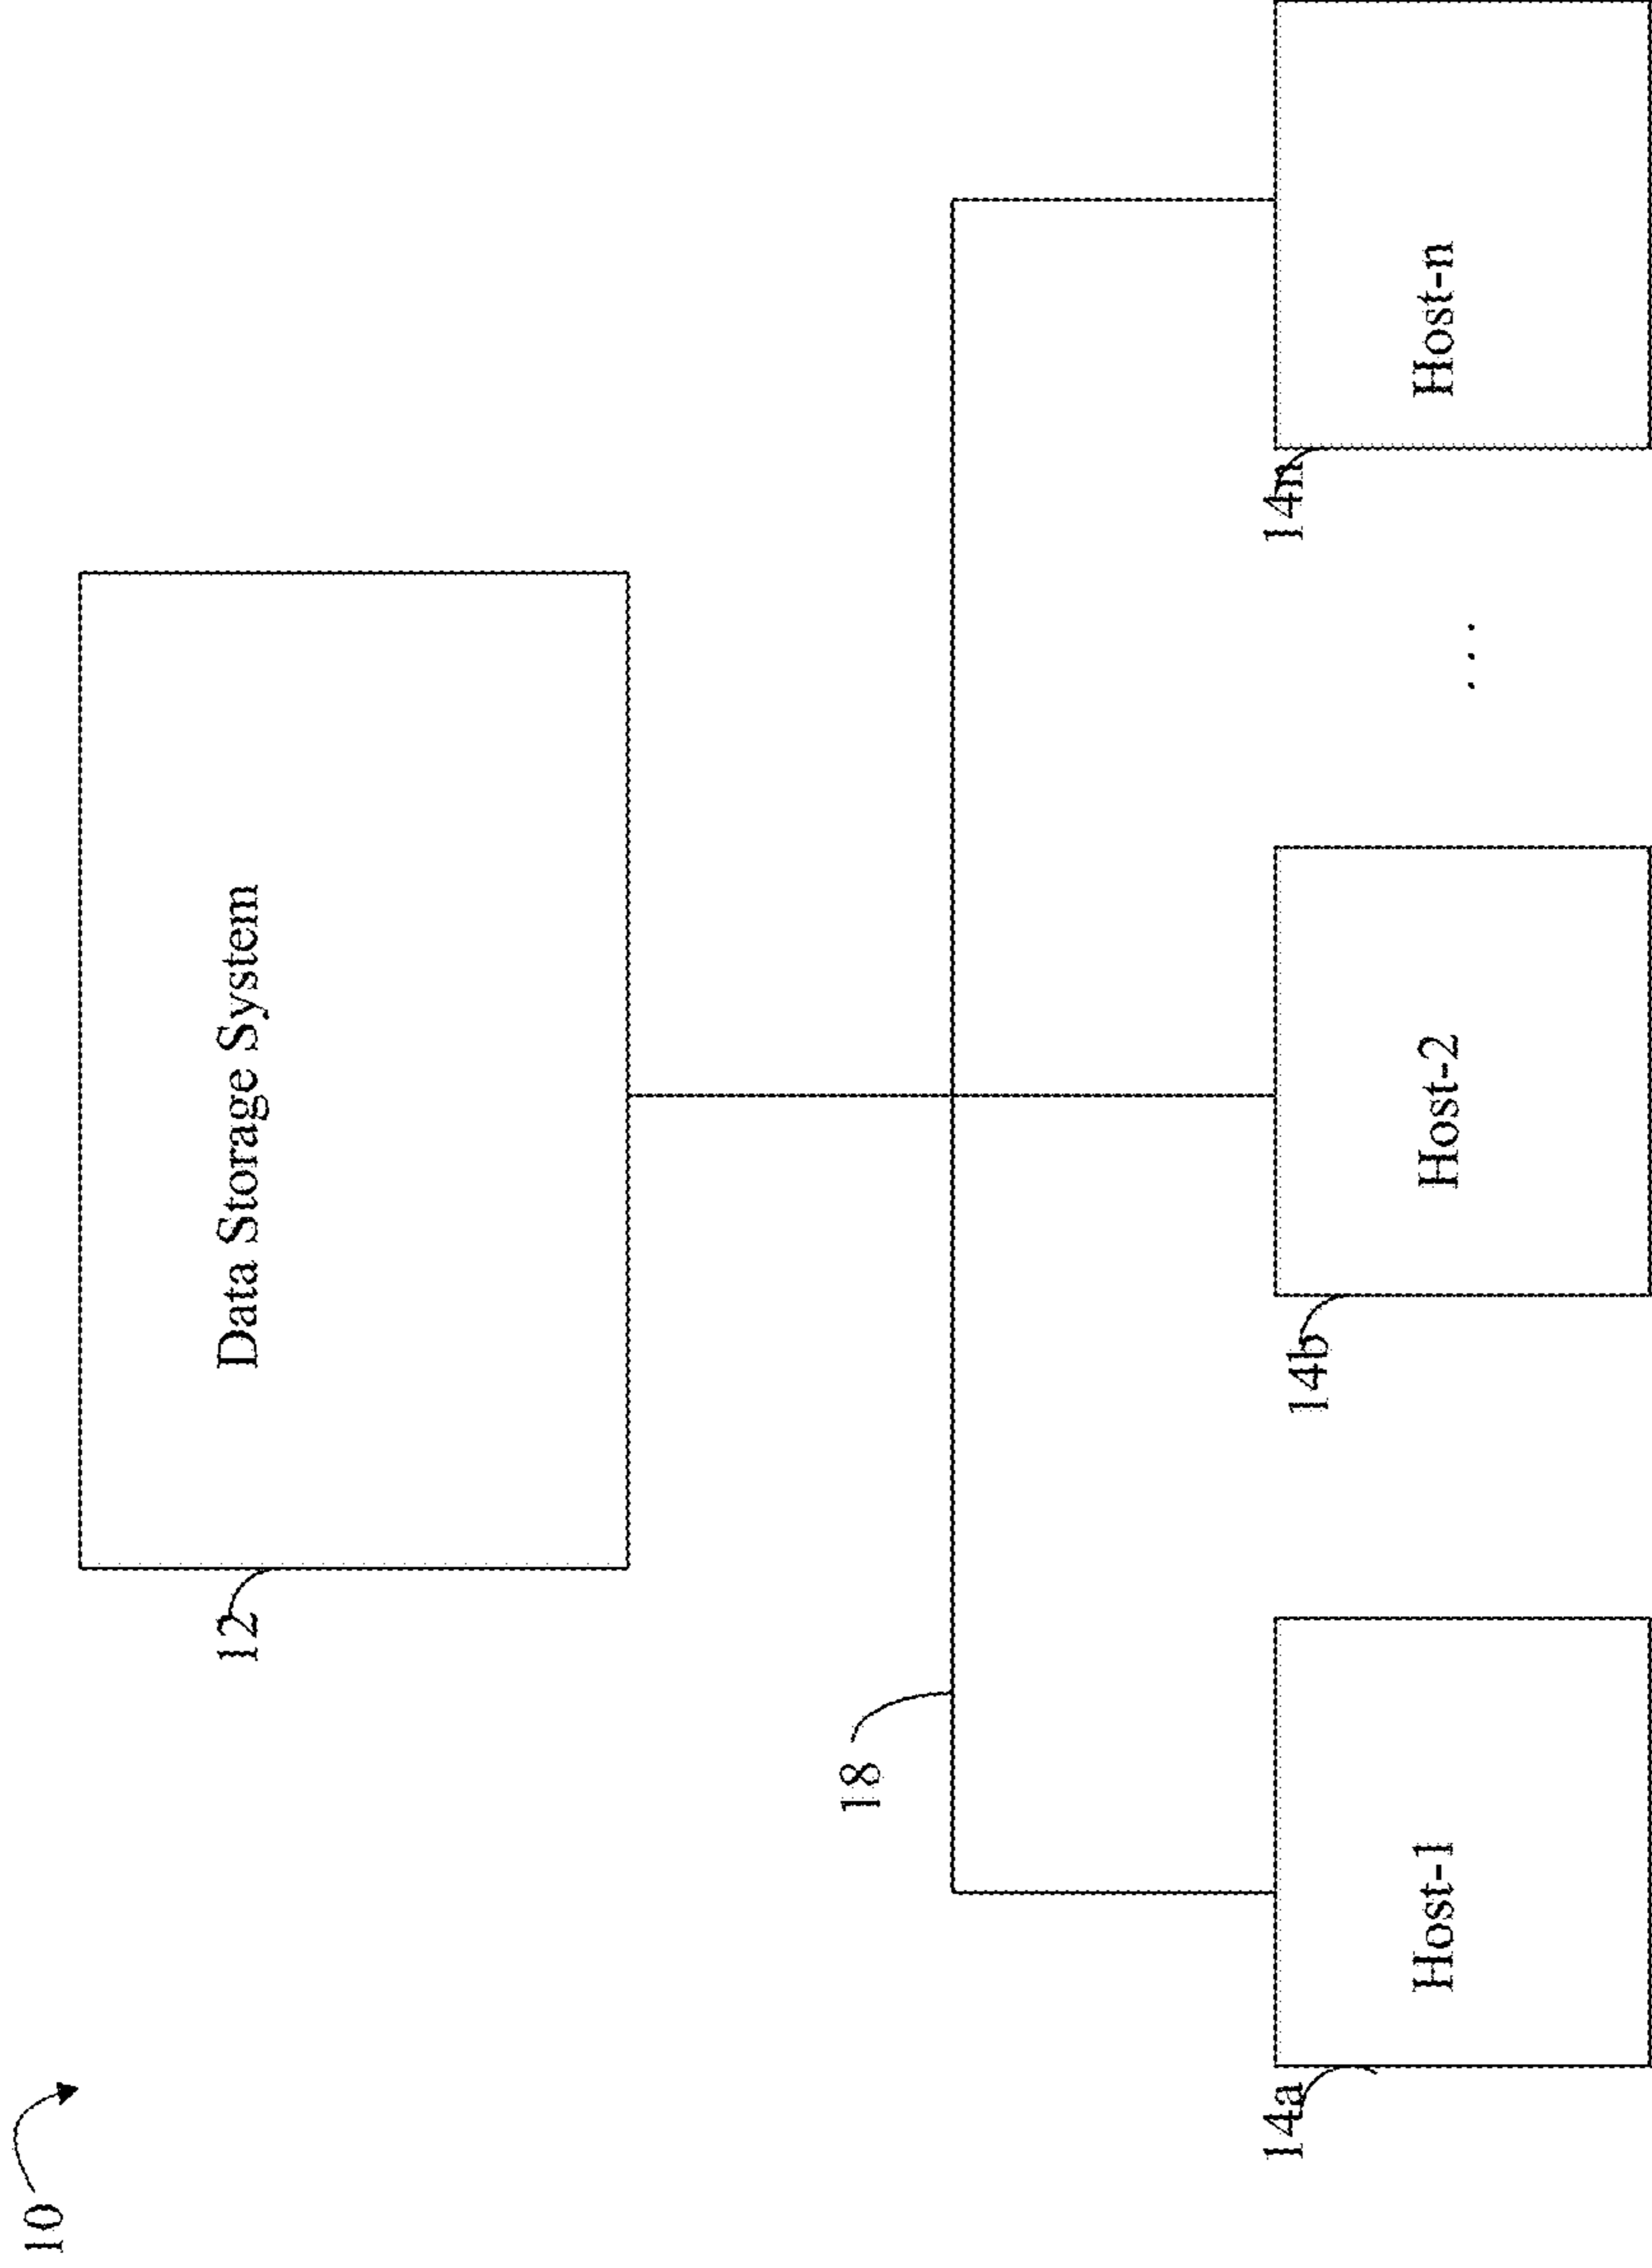 10
12
Data Storage System
18
14a
Host-1
14b
Host-2
. . .
14n
Host-n